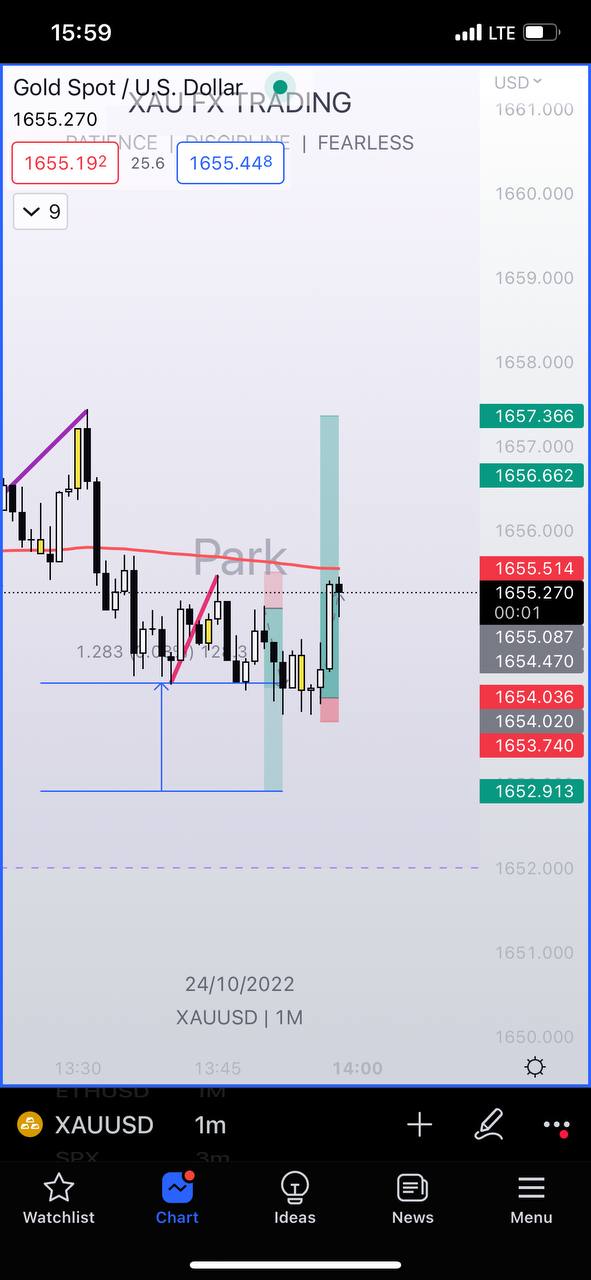 15:59
LTE
Gold Spot / U.S. Dollar
USD
XAU FX TRADING
1655.270
PATIENCE | DISCIPLINE | FEARLESS
1655.192
25.6
1655.448
9
1661.000
1660.000
1659.000
1658.000
1657.366
1657.000
1656.662
1656.000
Park
1655.514
1655.270
00:01
1655.087
1.283 (0.08%) 128.3
1654.470
1654.036
1654.020
1653.740
1652.913
1652.000
1651.000
24/10/2022
XAUUSD | 1M
1650.000
13:30 13:45 14:00
ETHUSD 1M
XAUUSD 1m
SPX 3m
Watchlist Chart Ideas News Menu